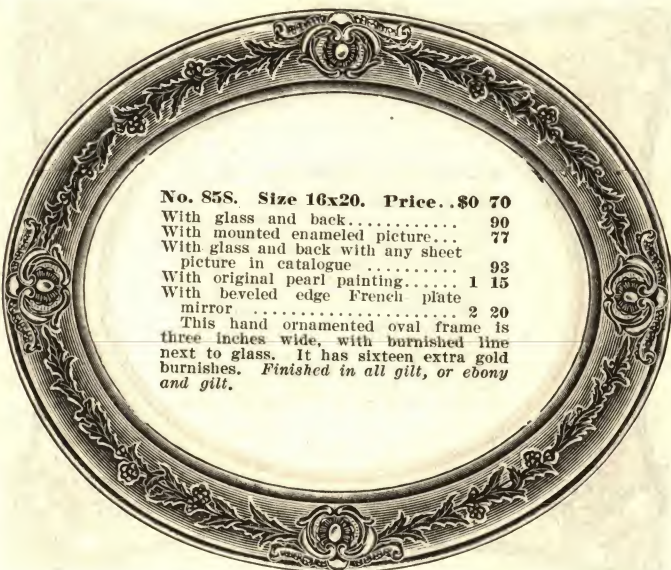 No. 85S. Size 16x20. Price..$0 70
With glass and back............ 90
With mounted enameled picture... 77
With glass and back with any sheet
picture in catalogue .......... 93
With original pearl painting...... 1 15
With beveled edge French plate
mirror ...................... 2 20
This hand ornamented oval frame is
three inches wide, with burnished line
next to glass. It has sixteen extra gold
burnishes. Finished in all gilt, or ebony
and gilt.